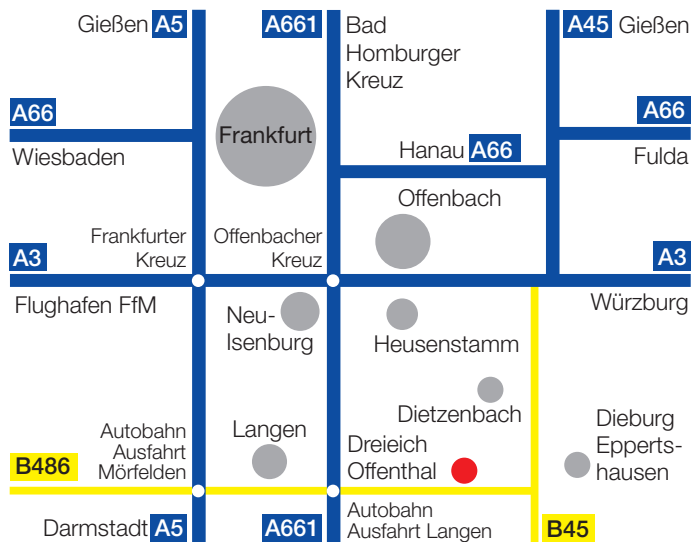 Gießen A5
A661 Bad
Homburger
Kreuz
A45 Gießen
A66
Wiesbaden
Frankfurt
Hanau A66
A66
Fulda
Offenbach
Frankfurter
Kreuz
Offenbacher
Kreuz
A3
Flughafen FfM
A3
Würzburg
Neu-
Isenburg
Heusenstamm
Dietzenbach
Dieburg
Epperts-
hausen
Autobahn
Ausfahrt
Mörfelden
Langen
Dreieich
Offenthal
B486
Darmstadt A5
A661
Autobahn
Ausfahrt Langen
B45